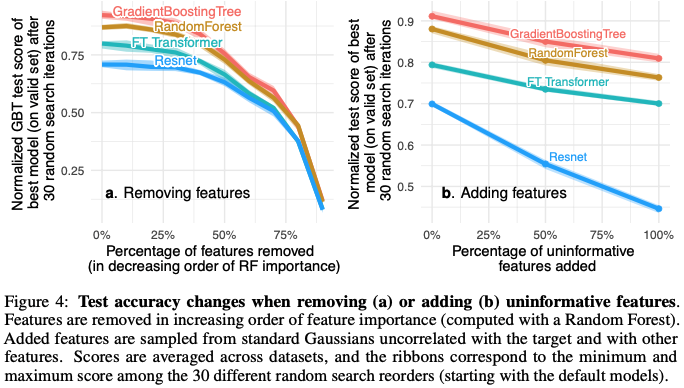 Normalized GBT test score of
best model (on valid set) after
30 random search iterations
0.75
0.50
0.25
GradientBoostingTree
RandomForest
FT Transformer
Resnet
a. Removing features
0%
25%
50%
75%
Percentage of features removed
(in decreasing order of RF importance)
Normalized test score of best
model (on valid set) after
30 random search iterations
0.9
0.8
0.7
0.6
0.5
GradientBoostingTree
RandomForest
FT Transformer
Resnet
b. Adding features
0%
25%
50%
75%
100%
Percentage of uninformative
features added
Figure 4: Test accuracy changes when removing (a) or adding (b) uninformative features.
Features are removed in increasing order of feature importance (computed with a Random Forest).
Added features are sampled from standard Gaussians uncorrelated with the target and with other
features. Scores are averaged across datasets, and the ribbons correspond to the minimum and
maximum score among the 30 different random search reorders (starting with the default models).